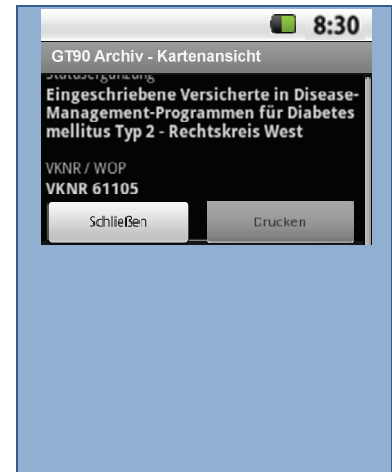 8:30
GT90 Archiv - Kartenansicht
Statusergänzung
Eingeschriebene Versicherte in Disease-
Management-Programmen für Diabetes
mellitus Typ 2 - Rechtskreis West
VKNR / WOP
VKNR 61105
Schließen Drucken